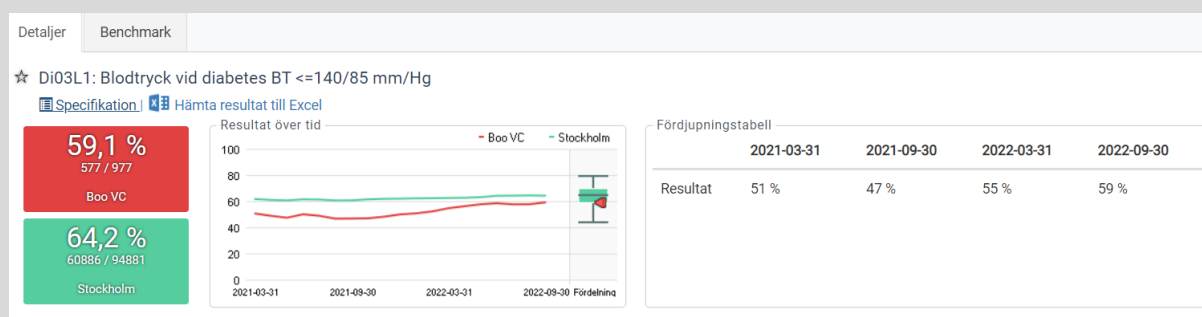 Detaljer Benchmark
Di03L1: Blodtryck vid diabetes BT <=140/85 mm/Hg
Specifikation | Hämta resultat till Excel
59,1 %
577 / 977
Boo VC
64,2 %
60886 / 94881
Stockholm
Resultat över tid
Boo VC Stockholm
100
80
60
40
20
0
2021-03-31 2021-09-30 2022-03-31 2022-09-30 Fördelning
Fördjupningstabell
2021-03-31 2021-09-30 2022-03-31 2022-09-30
Resultat 51 % 47 % 55 % 59 %